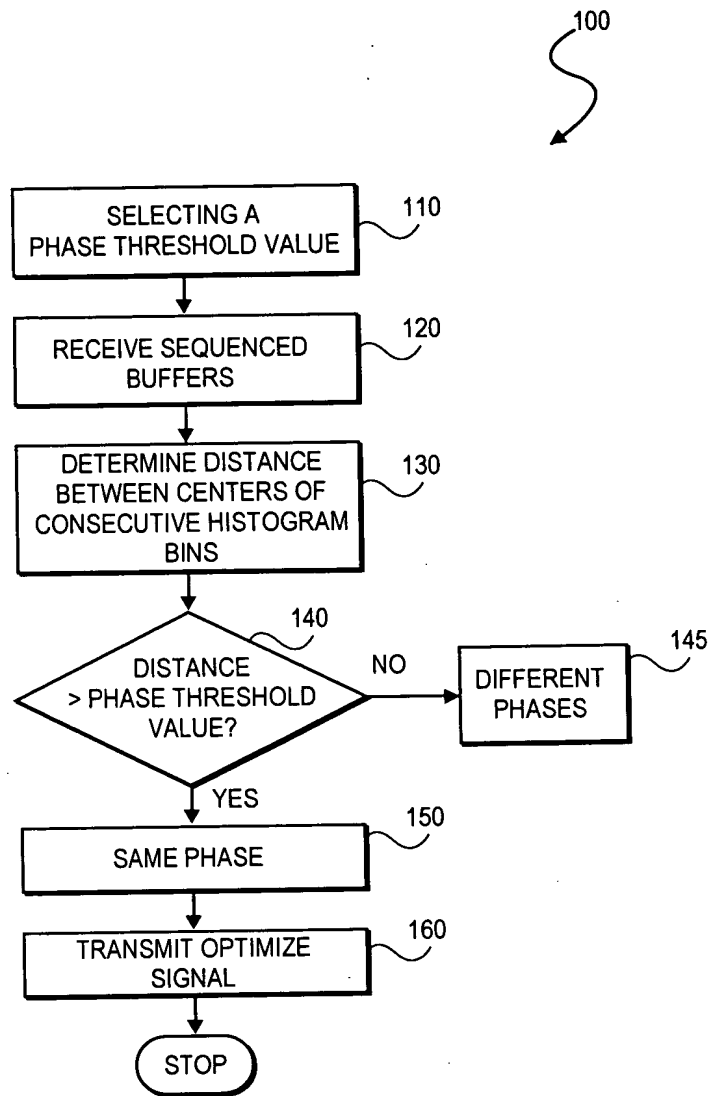 100
SELECTING A
PHASE THRESHOLD VALUE
110
RECEIVE SEQUENCED
BUFFERS
120
DETERMINE DISTANCE
BETWEEN CENTERS OF
CONSECUTIVE HISTOGRAM
BINS
130
140
DISTANCE
> PHASE THRESHOLD
VALUE?
NO
DIFFERENT
PHASES
145
YES
SAME PHASE
150
TRANSMIT OPTIMIZE
SIGNAL
160
STOP